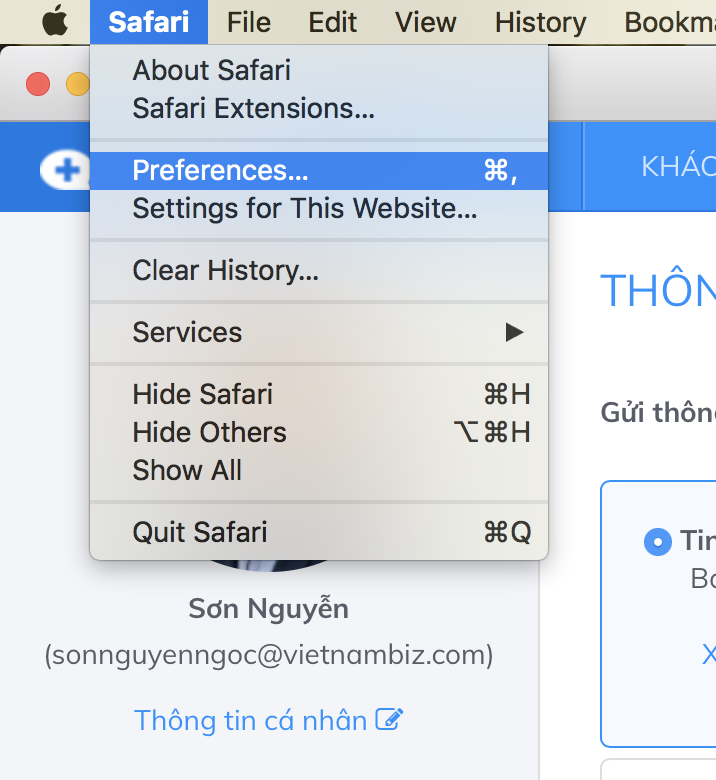 Safari File Edit View History Bookma
About Safari
Safari Extensions...
Preferences... ⌘,
Settings for This Website...
Clear History...
Services ▶
Hide Safari ⌘H
Hide Others ⌥⌘H
Show All
Quit Safari ⌘Q
KHÁC
THÔN
Gửi thôn
Tin
X
Sơn Nguyễn
(sonnguyenngoc@vietnambiz.com)
Thông tin cá nhân